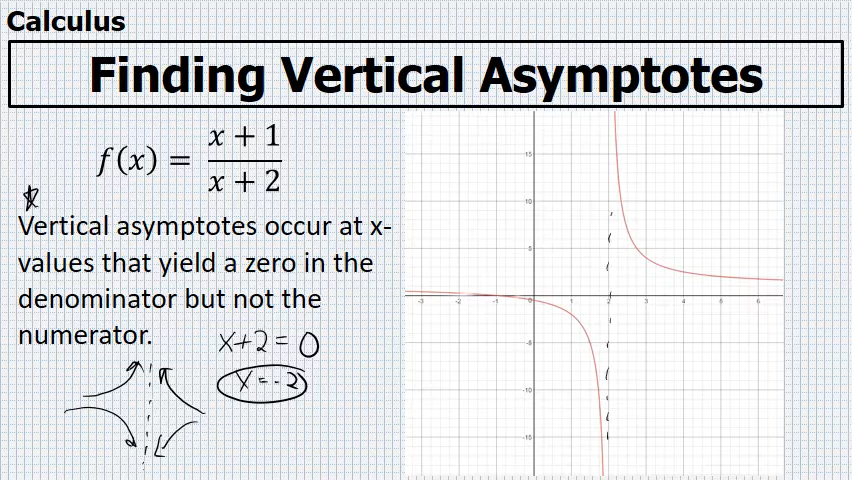 Calculus
Finding Vertical Asymptotes
f(x) = x + 1
x + 2
Vertical asymptotes occur at x-
values that yield a zero in the
denominator but not the
numerator.
x+2 = 0
x = -2
15
10
5
-3 -2 -1 0 1 2 3 4 5 6
-5
-10
-15